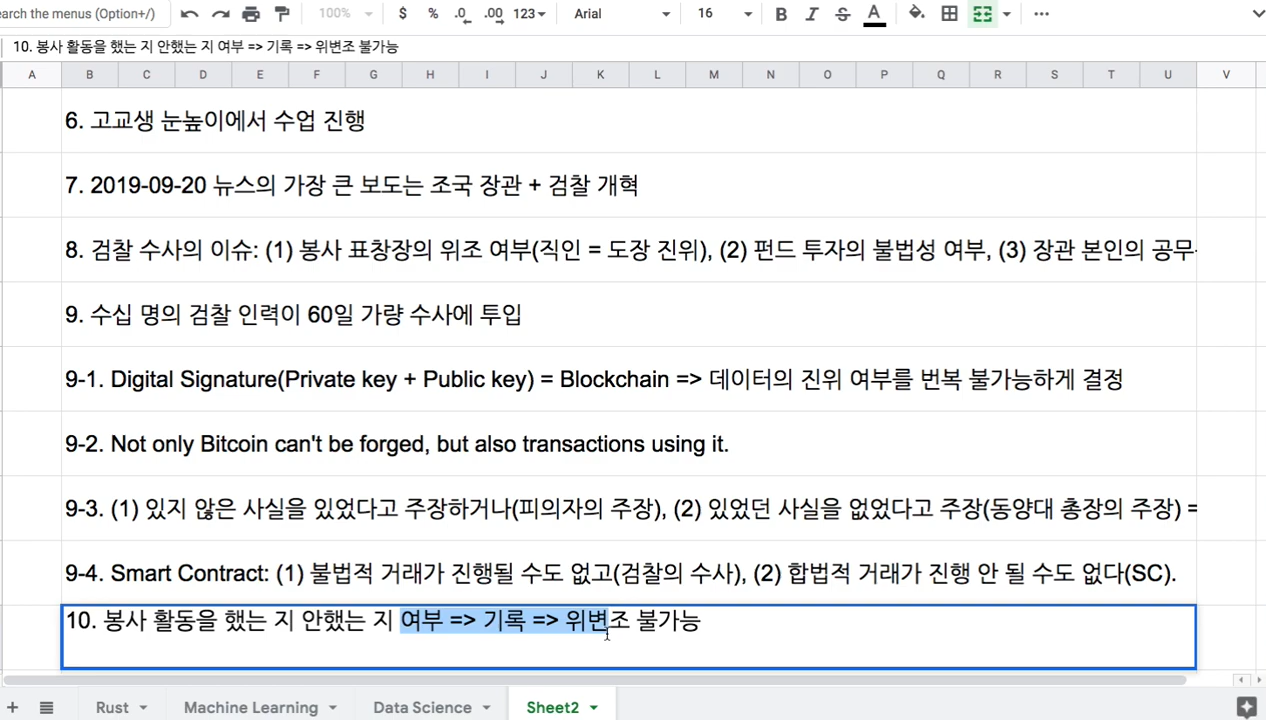 earch the menus (Option+/)
100%
$ % .0 .00 123
Arial
16
B I S A
10. 봉사 활동을 했는 지 안했는 지 여부 => 기록 => 위변조 불가능
A B C D E F G H I J K L M N O P Q R S T U V
6. 고교생 눈높이에서 수업 진행
7. 2019-09-20 뉴스의 가장 큰 보도는 조국 장관 + 검찰 개혁
8. 검찰 수사의 이슈: (1) 봉사 표창장의 위조 여부(직인 = 도장 진위), (2) 펀드 투자의 불법성 여부, (3) 장관 본인의 공무
9. 수십 명의 검찰 인력이 60일 가량 수사에 투입
9-1. Digital Signature(Private key + Public key) = Blockchain => 데이터의 진위 여부를 번복 불가능하게 결정
9-2. Not only Bitcoin can't be forged, but also transactions using it.
9-3. (1) 있지 않은 사실을 있었다고 주장하거나(피의자의 주장), (2) 있었던 사실을 없었다고 주장(동양대 총장의 주장) =
9-4. Smart Contract: (1) 불법적 거래가 진행될 수도 없고(검찰의 수사), (2) 합법적 거래가 진행 안 될 수도 없다(SC).
10. 봉사 활동을 했는 지 안했는 지 여부 => 기록 => 위변조 불가능
Rust
Machine Learning
Data Science
Sheet2